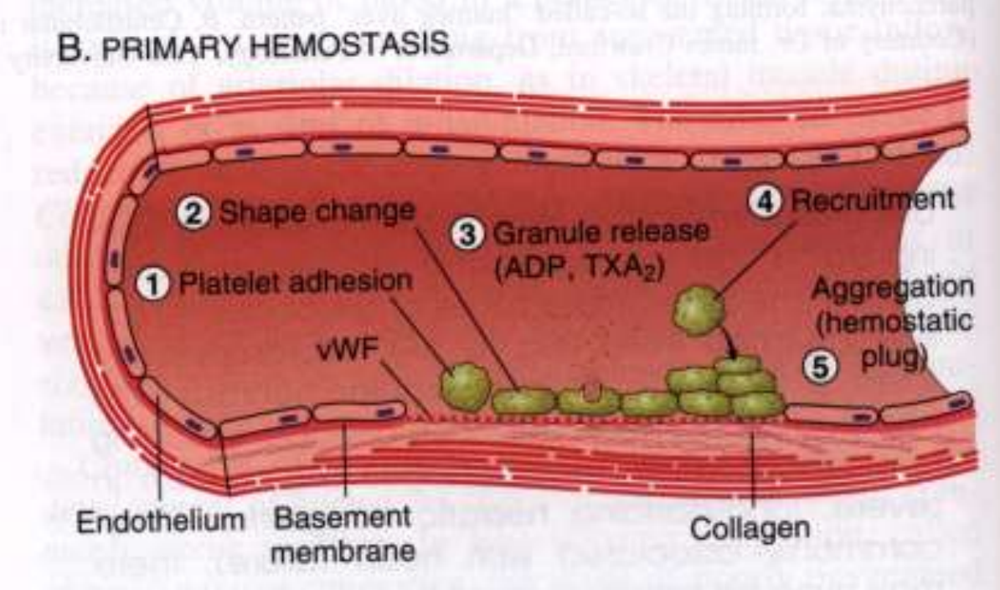 B. PRIMARY HEMOSTASIS
2 Shape change
3 Granule release
(ADP, TXA₂)
4 Recruitment
1 Platelet adhesion
vWF
Aggregation
(hemostatic
plug)
5
Endothelium
Basement
membrane
Collagen